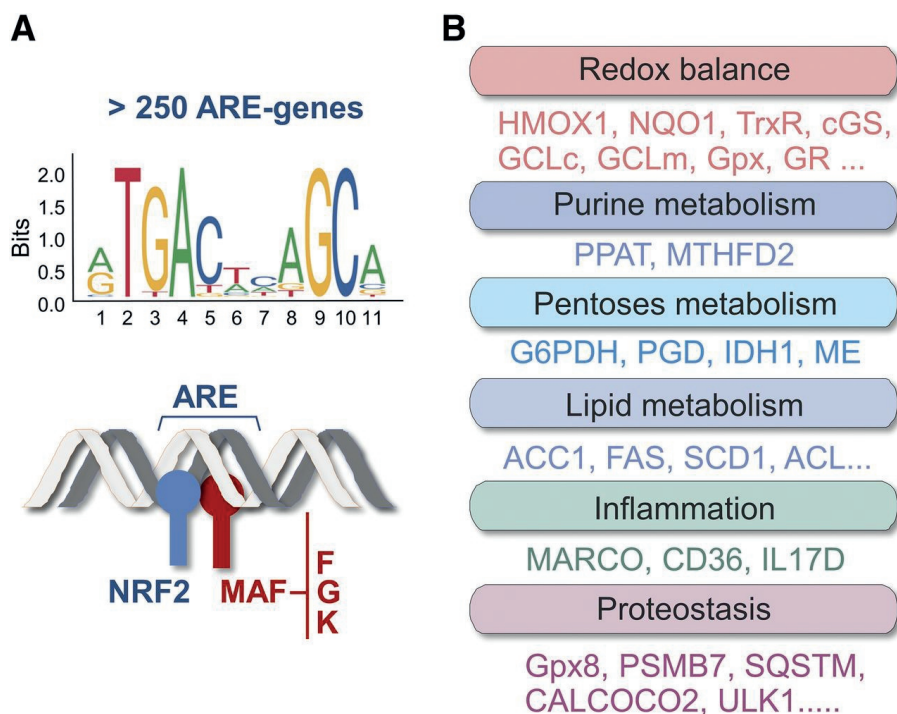 A
> 250 ARE-genes
Bits
2.0
1.5
1.0
0.5
0.0
A
G
T
G
A
C
T
A
C
A
G
C
A
1 2 3 4 5 6 7 8 9 10 11
ARE
NRF2
MAF
F
G
K
B
Redox balance
HMOX1, NQO1, TrxR, cGS,
GCLc, GCLm, Gpx, GR ...
Purine metabolism
PPAT, MTHFD2
Pentoses metabolism
G6PDH, PGD, IDH1, ME
Lipid metabolism
ACC1, FAS, SCD1, ACL...
Inflammation
MARCO, CD36, IL17D
Proteostasis
Gpx8, PSMB7, SQSTM,
CALCOCO2, ULK1.....